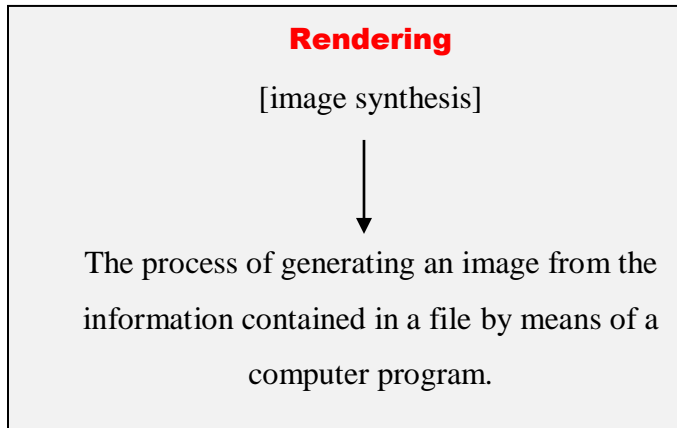 Rendering
[image synthesis]
The process of generating an image from the
information contained in a file by means of a
computer program.